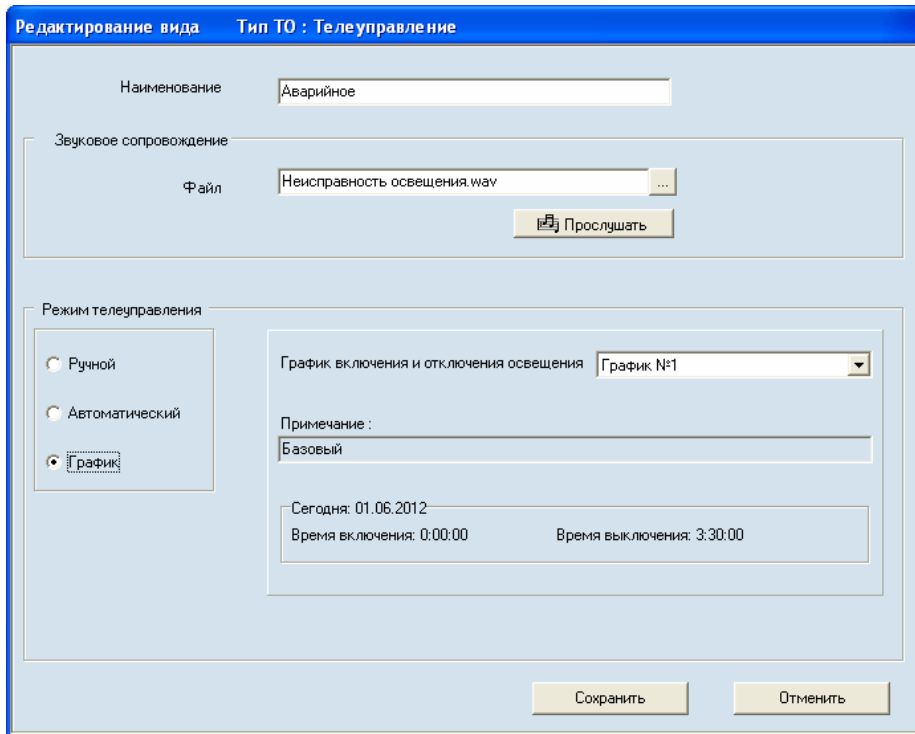 Редактирование вида Тип ТО : Телеуправление
Наименование Аварийное
Звуковое сопровождение
Файл Неисправность освещения.wav ...
Прослушать
Режим телеуправления
Ручной
Автоматический
График
График включения и отключения освещения График №1
Примечание :
Базовый
Сегодня: 01.06.2012
Время включения: 0:00:00 Время выключения: 3:30:00
Сохранить Отменить